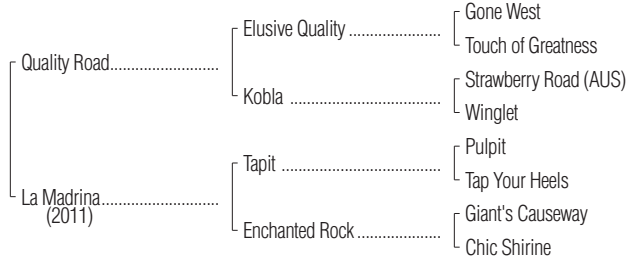 Gone West
Elusive Quality ....................
Touch of Greatness
Quality Road........................
Strawberry Road (AUS)
Kobla .................................
Winglet
Pulpit
Tapit ...................................
Tap Your Heels
La Madrina..........................
(2011)
Giant's Causeway
Enchanted Rock ..................
Chic Shirine